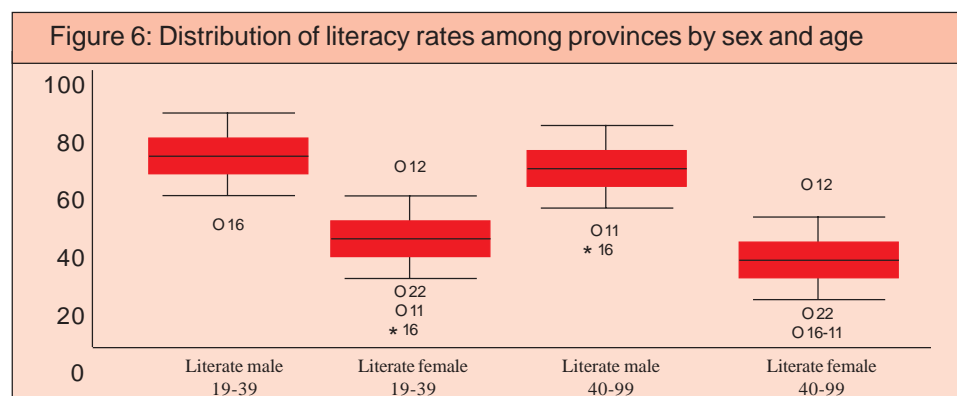 Figure 6: Distribution of literacy rates among provinces by sex and age
100
80
60
40
20
0
O 16
O 12
O 22
O 11
* 16
O 11
* 16
O 12
O 22
O 16-11
Literate male
19-39
Literate female
19-39
Literate male
40-99
Literate female
40-99